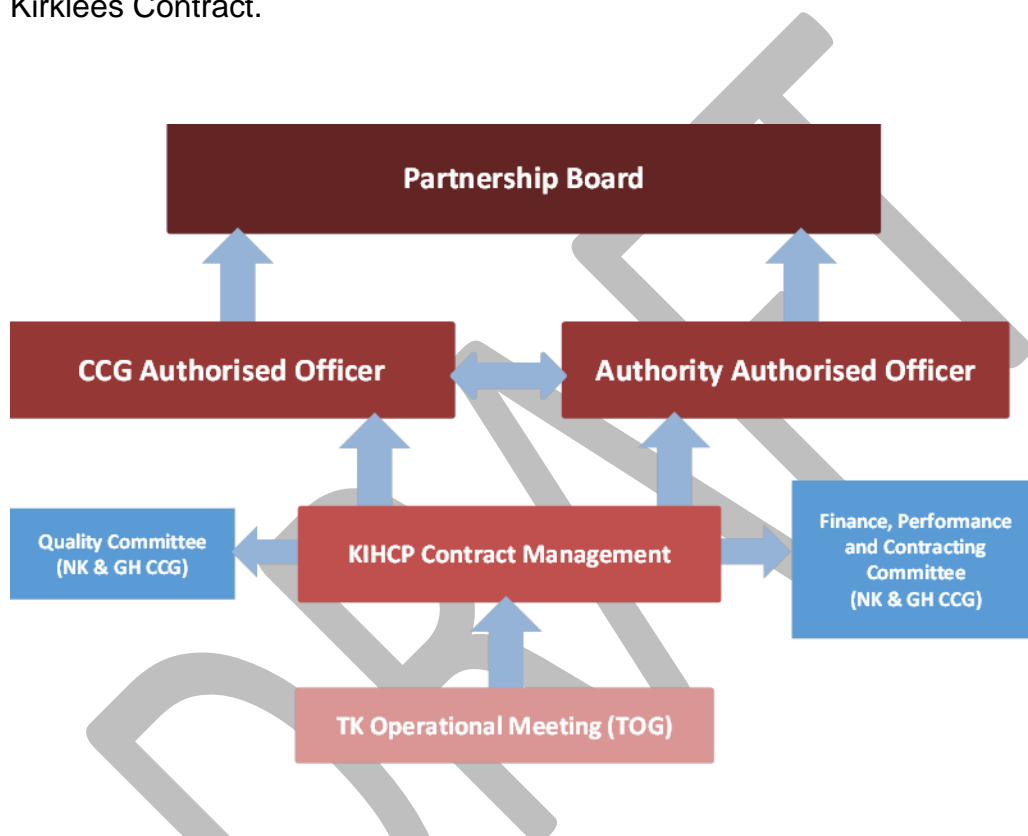 Kirklees Contract.
Partnership Board
CCG Authorised Officer
Authority Authorised Officer
Quality Committee
(NK & GH CCG)
KIHCP Contract Management
Finance, Performance
and Contracting
Committee
(NK & GH CCG)
TK Operational Meeting (TOG)
DRAFT